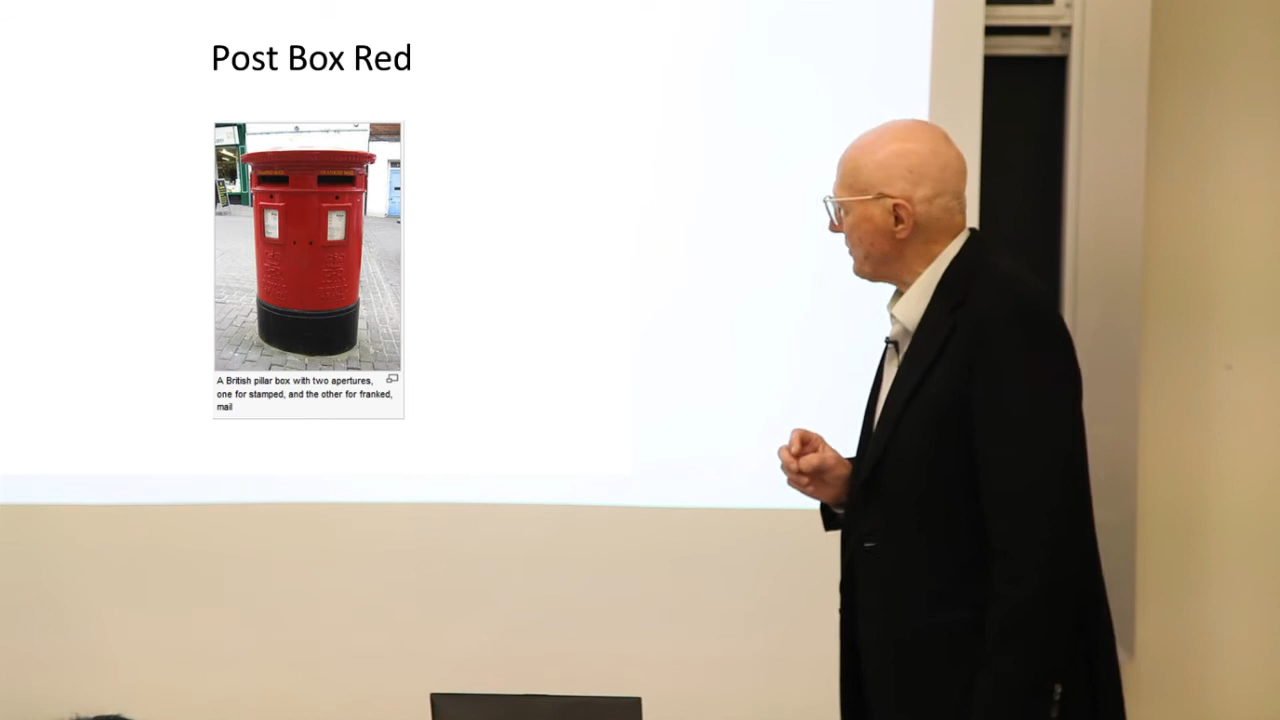 Post Box Red
A British pillar box with two apertures,
one for stamped, and the other for franked,
mail